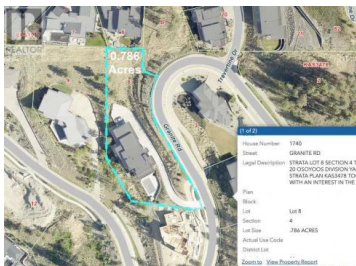 REALTOR
0.786
Acres
Granite Rd
Travertine Dr
KAS3478
(1 of 2)
House Number 1740
Street GRANITE RD
Legal Description STRATA LOT 8 SECTION 4 T
20 OSOYOOS DIVISION YA
STRATA PLAN KAS3478 TO
WITH AN INTEREST IN THE
Plan
Block
Lot Lot 8
Section 4
Lot Size .786 ACRES
Actual Use Code
District Lot
Zoom to View Property Report